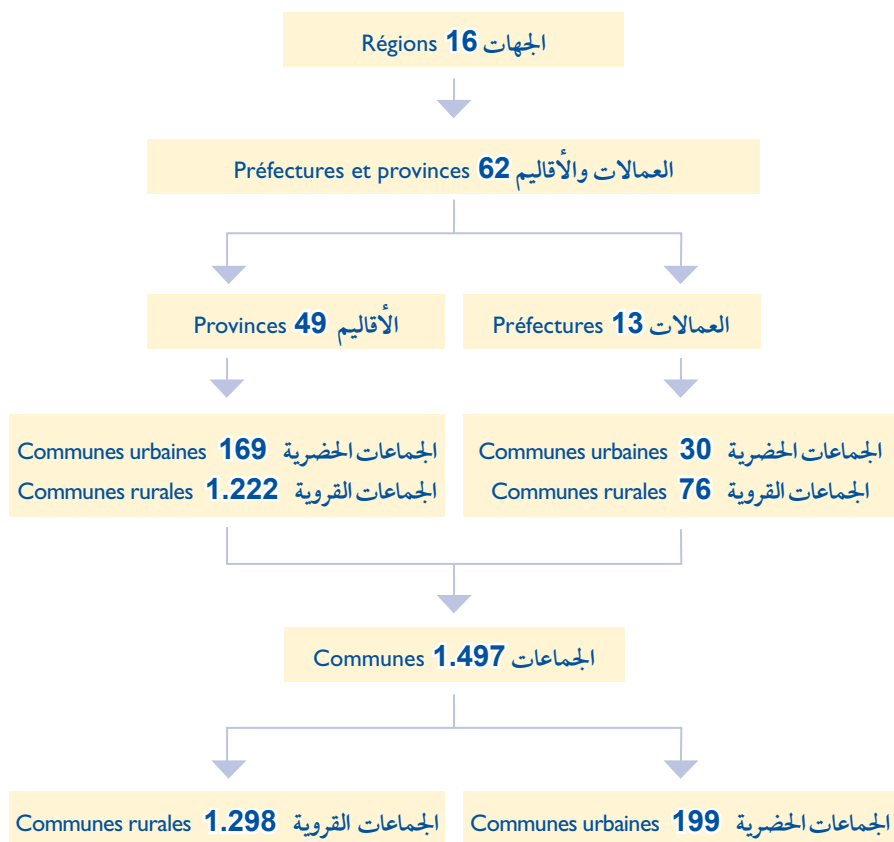 Régions 16 الجهات
Préfectures et provinces 62 العمالات والأقاليم
Provinces 49 الأقاليم
Préfectures 13 العمالات
Communes urbaines 169 الجماعات الحضرية
Communes rurales 1.222 الجماعات القروية
Communes urbaines 30 الجماعات الحضرية
Communes rurales 76 الجماعات القروية
Communes 1.497 الجماعات
Communes rurales 1.298 الجماعات القروية
Communes urbaines 199 الجماعات الحضرية